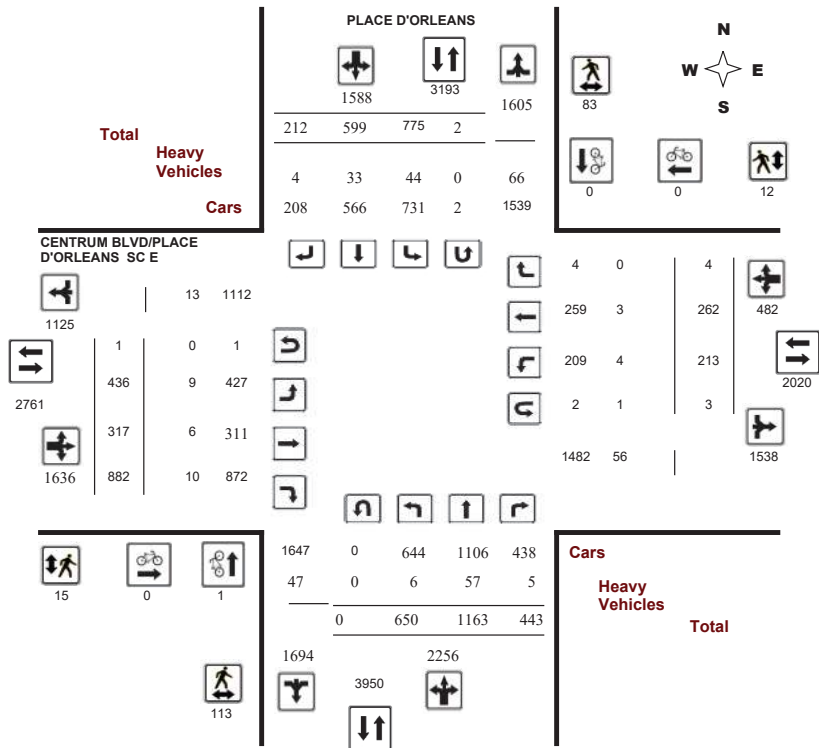 PLACE D'ORLEANS
N
W E
S
1588
3193
1605
83
Total
212 599 775 2
Heavy
Vehicles
4 33 44 0 66
0 0 12
Cars
208 566 731 2 1539
CENTRUM BLVD/PLACE
D'ORLEANS SC E
4 0 4
13 1112
1125
259 3 262 482
1 0 1
2761
436 9 427
209 4 213
2020
317 6 311
2 1 3
1636
882 10 872
1482 56 1538
1647 0 644 1106 438
Cars
47 0 6 57 5
Heavy
Vehicles
15 0 1
0 650 1163 443
Total
1694 2256
3950
113